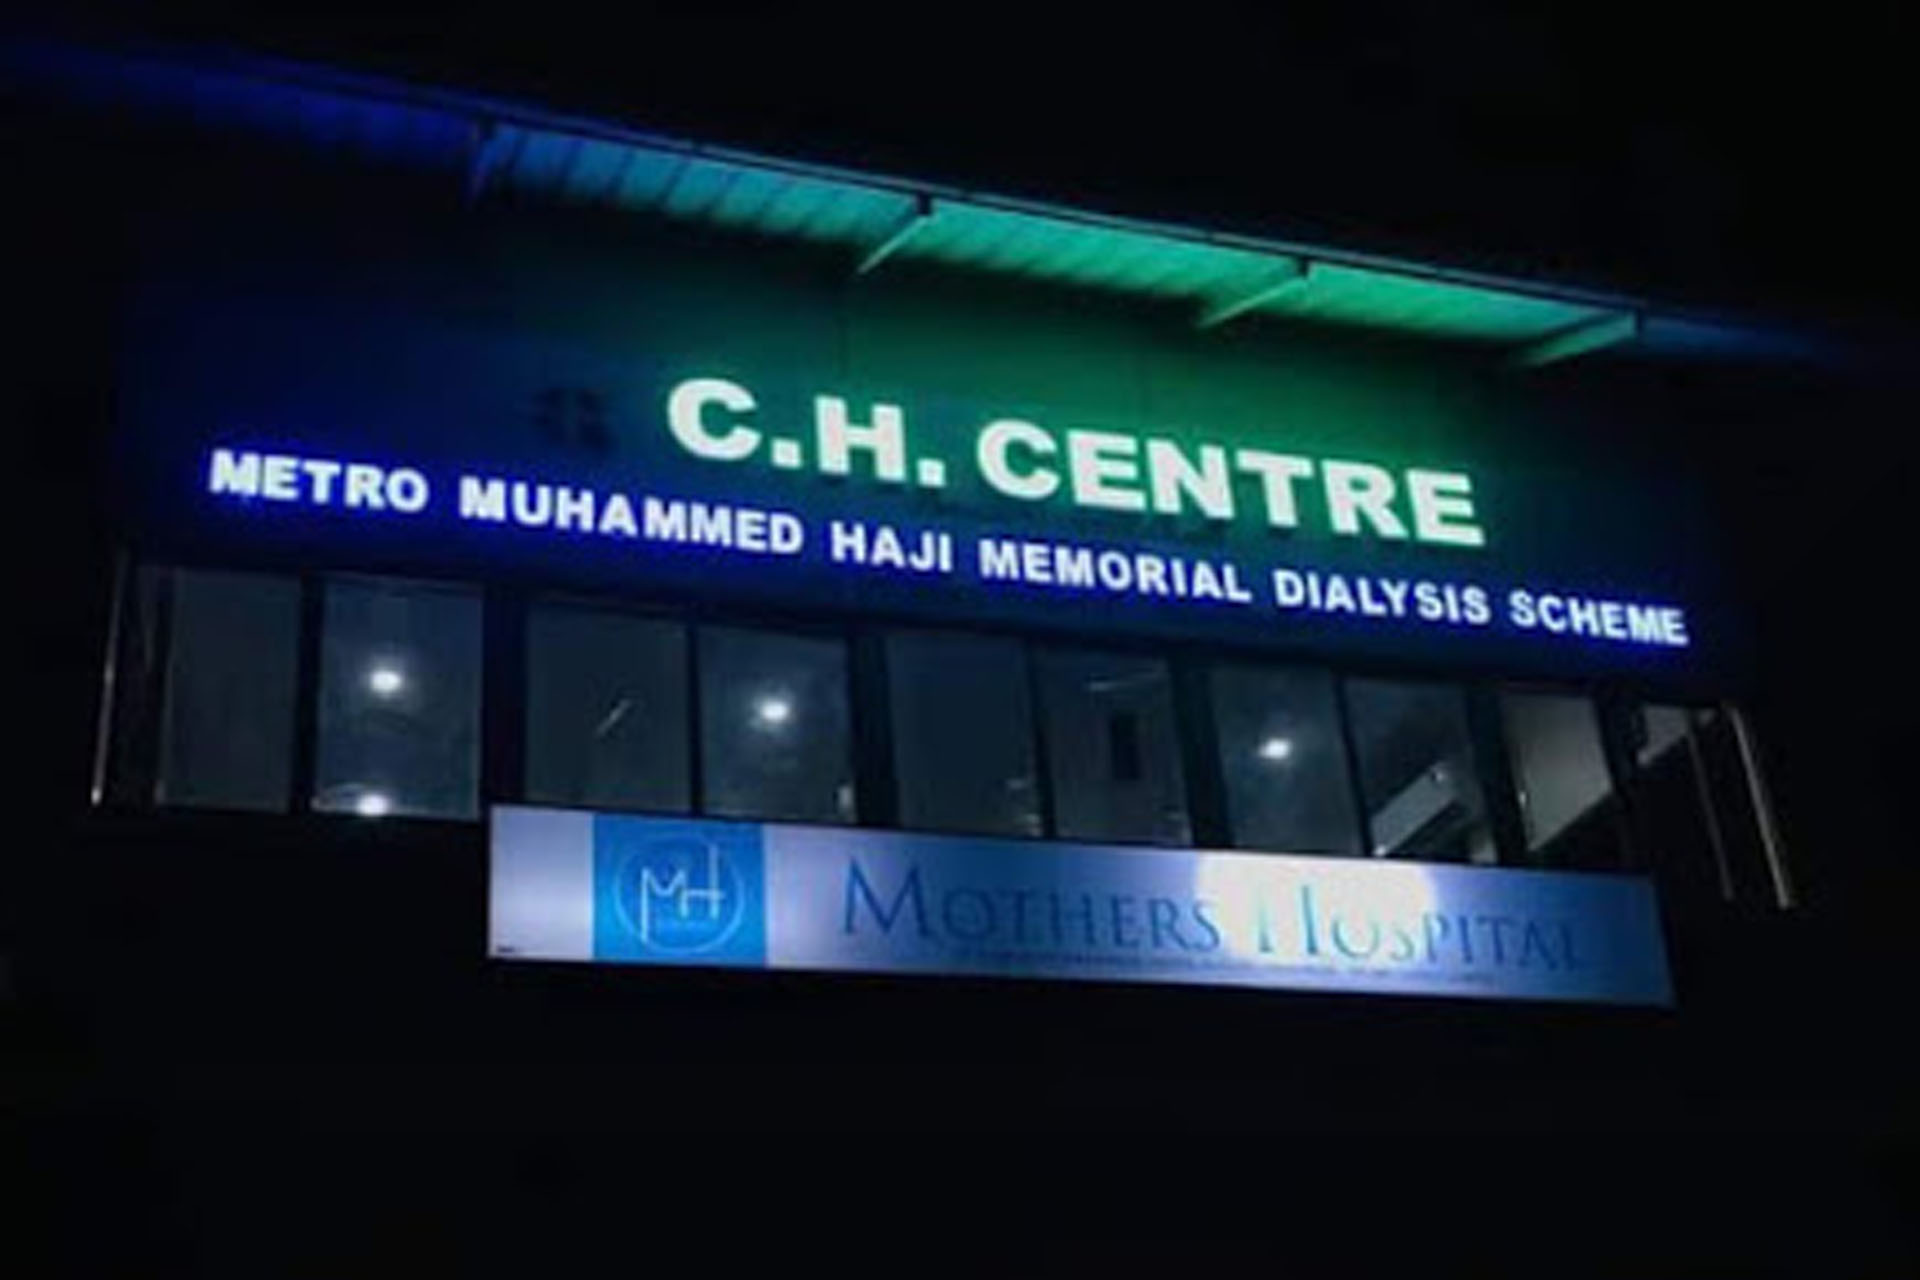 C.H. CENTRE
METRO MUHAMMED HAJI MEMORIAL DIALYSIS SCHEME
MH
MOTHERS HOSPITAL